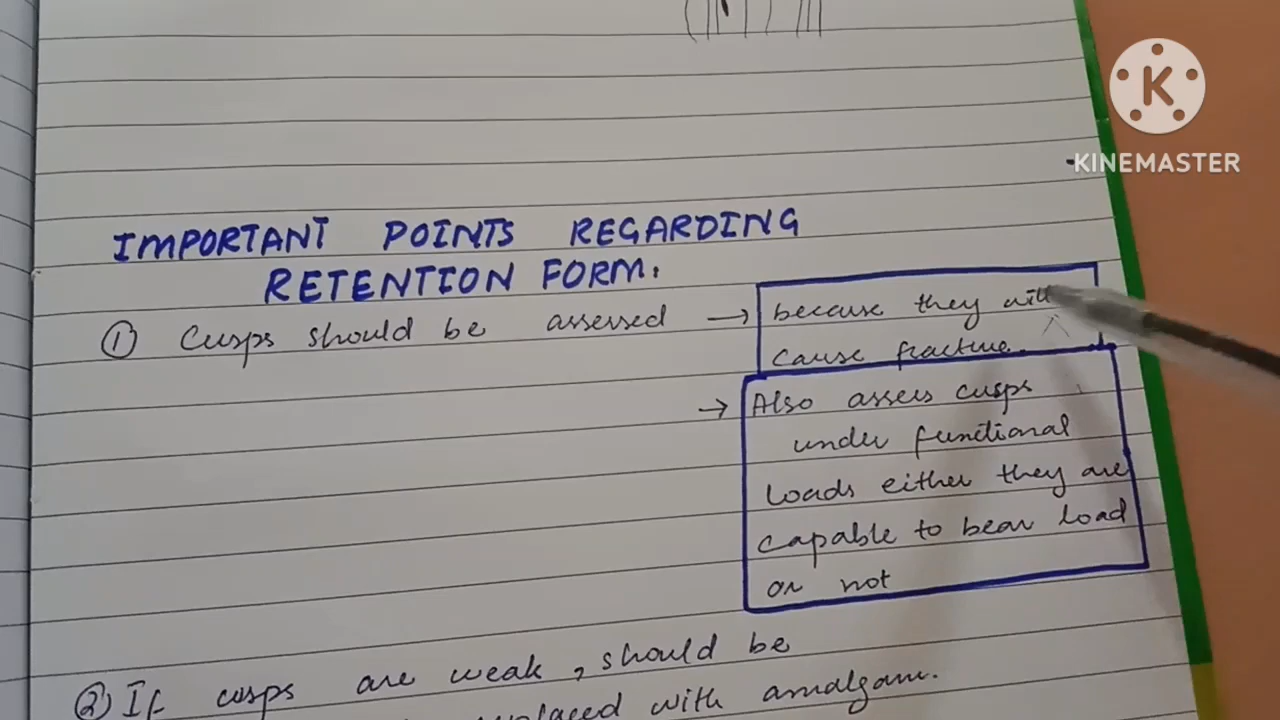 KINEMASTER
IMPORTANT POINTS REGARDING
RETENTION FORM.
① Cusps should be assessed → because they will
cause fracture.
→ Also assess cusps
under functional
loads either they are
capable to bear load
or not
② If cusps are weak, should be
replaced with amalgam.